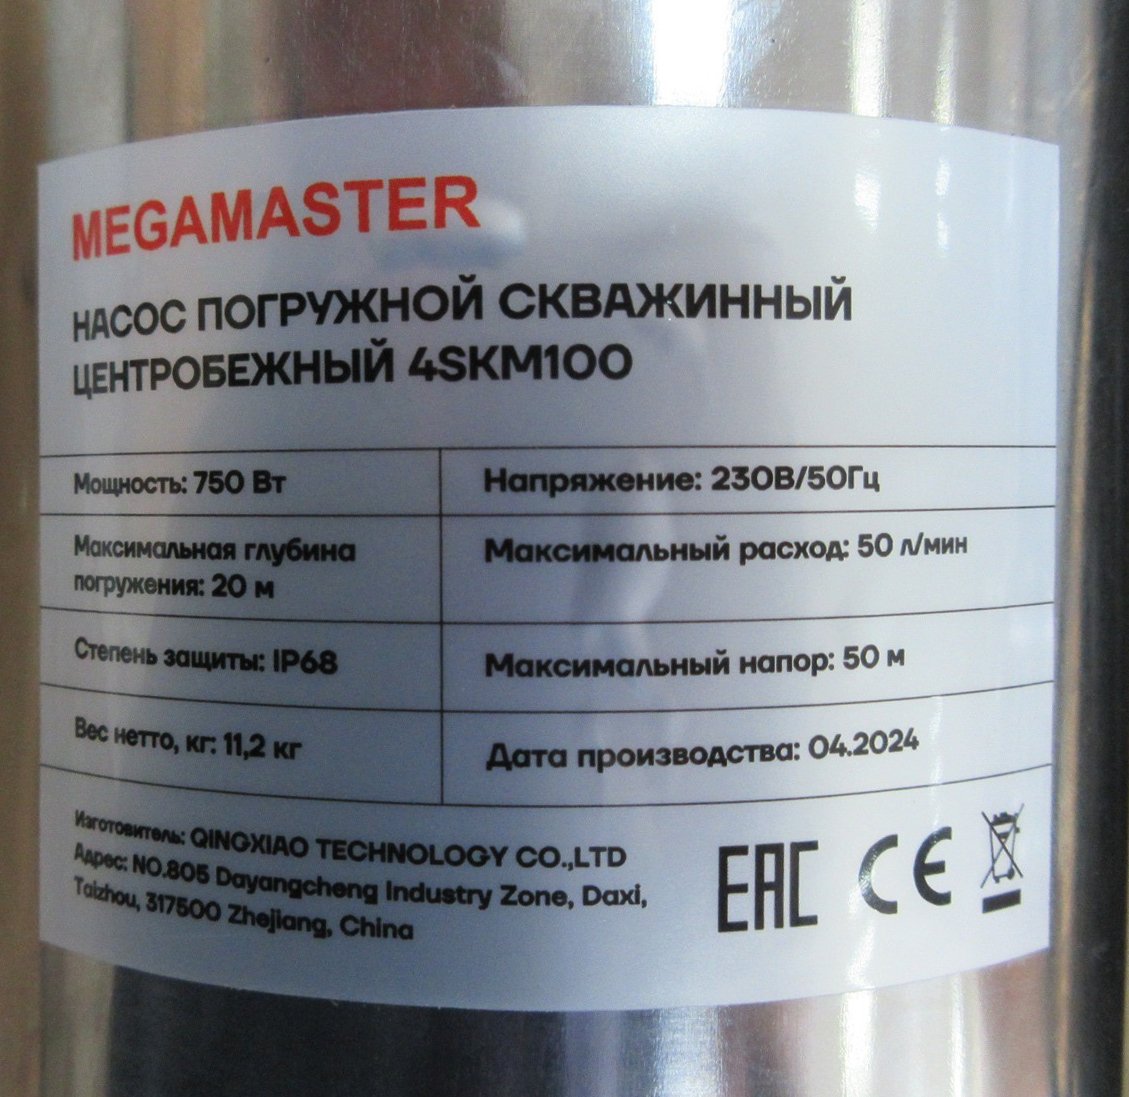 MEGAMASTER
НАСОС ПОГРУЖНОЙ СКВАЖИННЫЙ
ЦЕНТРОБЕЖНЫЙ 4SKM100
Мощность: 750 Вт
Напряжение: 230В/50Гц
Максимальная глубина
погружения: 20 м
Максимальный расход: 50 л/мин
Степень защиты: IP68
Максимальный напор: 50 м
Вес нетто, кг: 11,2 кг
Дата производства: 04.2024
Изготовитель: QINGXIAO TECHNOLOGY CO.,LTD
Адрес: NO.805 Dayangcheng Industry Zone, Daxi,
Taizhou, 317500 Zhejiang, China
EAC CE